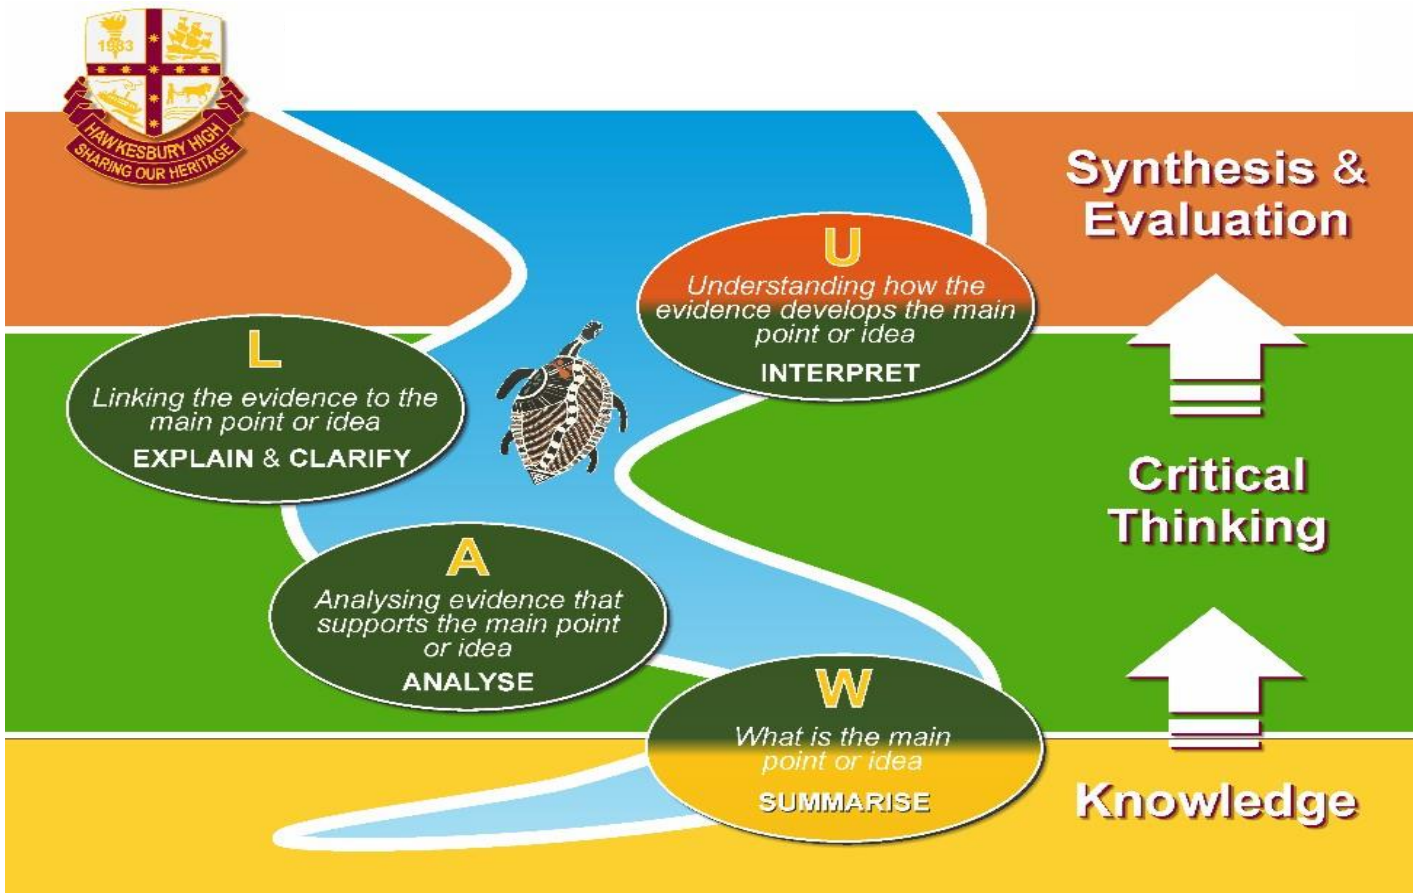 1983
HAWKESBURY HIGH
SHARING OUR HERITAGE
Synthesis &
Evaluation
U
Understanding how the
evidence develops the main
point or idea
INTERPRET
L
Linking the evidence to the
main point or idea
EXPLAIN & CLARIFY
Critical
Thinking
A
Analysing evidence that
supports the main point
or idea
ANALYSE
W
What is the main
point or idea
SUMMARISE
Knowledge